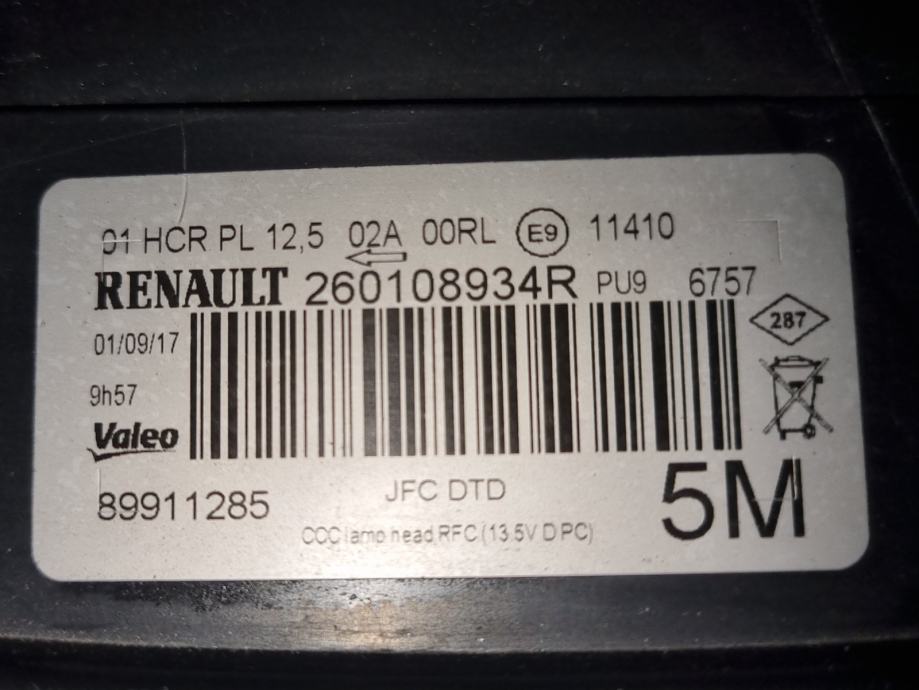 01 HCR PL 12,5 02A 00RL E9 11410
RENAULT 260108934R PU9 6757
01/09/17
287
9h57
Valeo
89911285
JFC DTD
5M
CCC lamp head RFC (13.5V D PC)